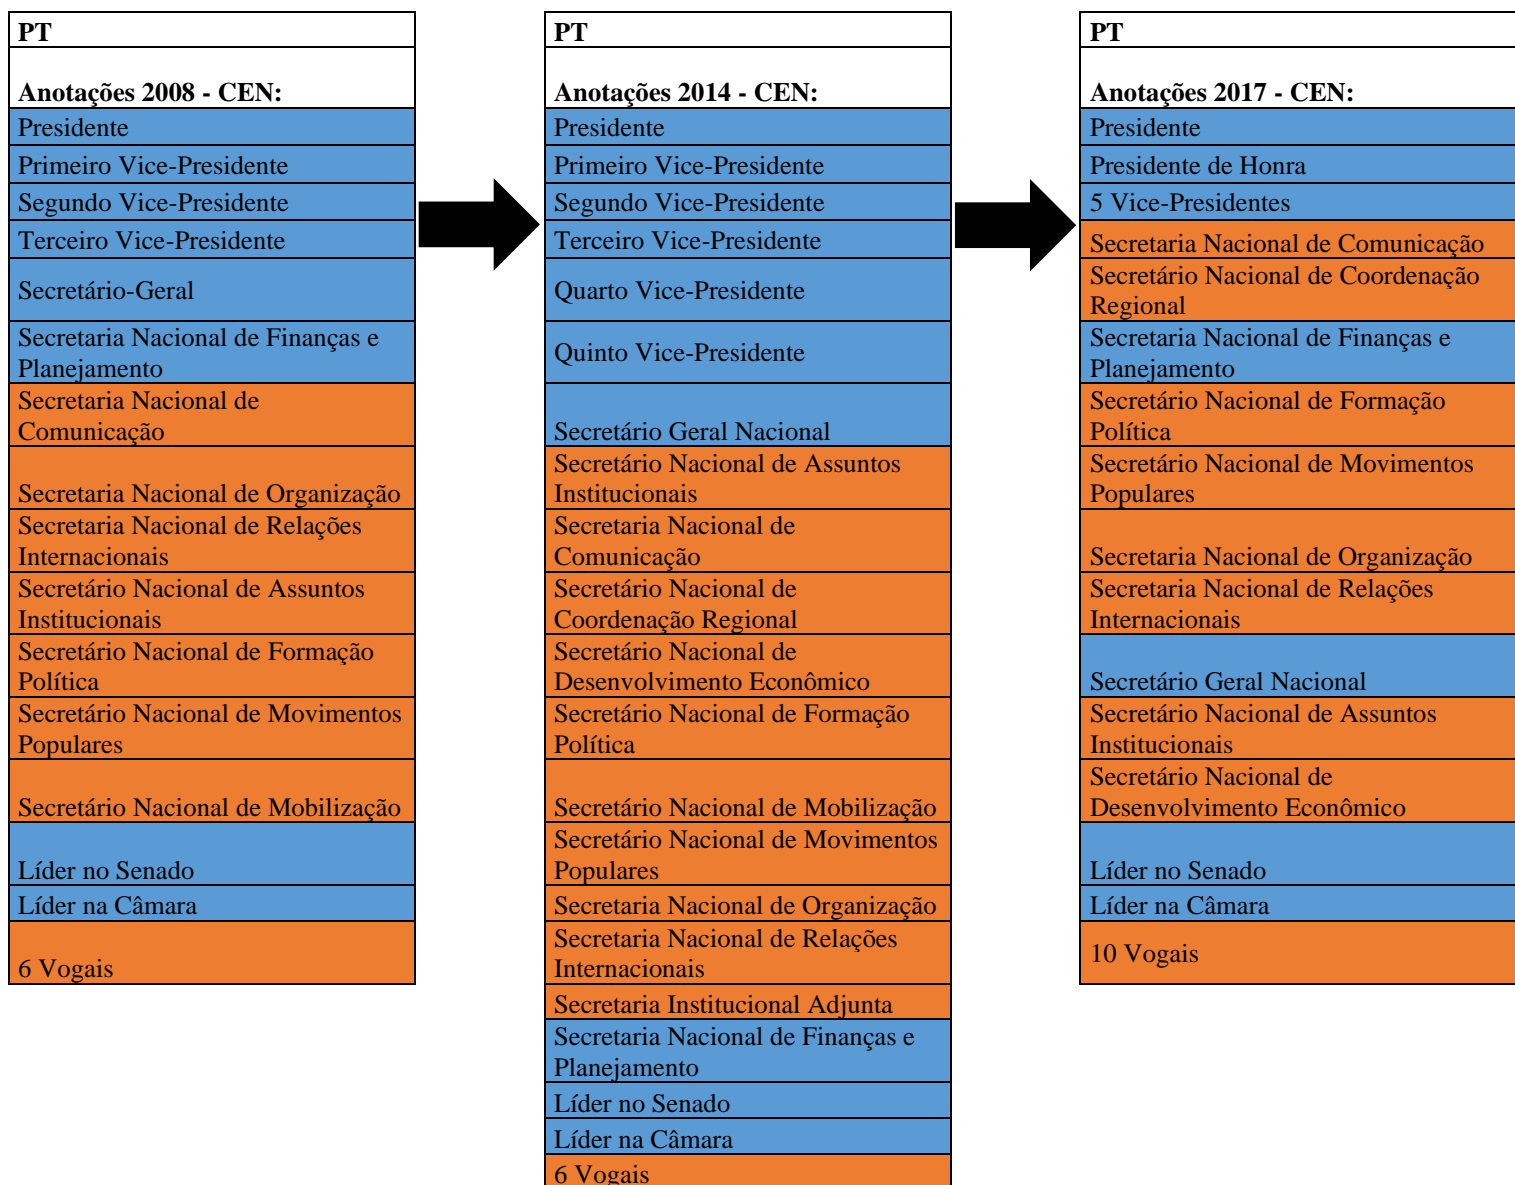 PT
Anotações 2008 - CEN:
Presidente
Primeiro Vice-Presidente
Segundo Vice-Presidente
Terceiro Vice-Presidente
Secretário-Geral
Secretaria Nacional de Finanças e
Planejamento
Secretaria Nacional de
Comunicação
Secretaria Nacional de Organização
Secretaria Nacional de Relações
Internacionais
Secretário Nacional de Assuntos
Institucionais
Secretário Nacional de Formação
Política
Secretário Nacional de Movimentos
Populares
Secretário Nacional de Mobilização
Líder no Senado
Líder na Câmara
6 Vogais
PT
Anotações 2014 - CEN:
Presidente
Primeiro Vice-Presidente
Segundo Vice-Presidente
Terceiro Vice-Presidente
Quarto Vice-Presidente
Quinto Vice-Presidente
Secretário Geral Nacional
Secretário Nacional de Assuntos
Institucionais
Secretaria Nacional de
Comunicação
Secretário Nacional de
Coordenação Regional
Secretário Nacional de
Desenvolvimento Econômico
Secretário Nacional de Formação
Política
Secretário Nacional de Mobilização
Secretário Nacional de Movimentos
Populares
Secretaria Nacional de Organização
Secretaria Nacional de Relações
Internacionais
Secretaria Institucional Adjunta
Secretaria Nacional de Finanças e
Planejamento
Líder no Senado
Líder na Câmara
6 Vogais
PT
Anotações 2017 - CEN:
Presidente
Presidente de Honra
5 Vice-Presidentes
Secretaria Nacional de Comunicação
Secretário Nacional de Coordenação
Regional
Secretaria Nacional de Finanças e
Planejamento
Secretário Nacional de Formação
Política
Secretário Nacional de Movimentos
Populares
Secretaria Nacional de Organização
Secretaria Nacional de Relações
Internacionais
Secretário Geral Nacional
Secretário Nacional de Assuntos
Institucionais
Secretário Nacional de
Desenvolvimento Econômico
Líder no Senado
Líder na Câmara
10 Vogais